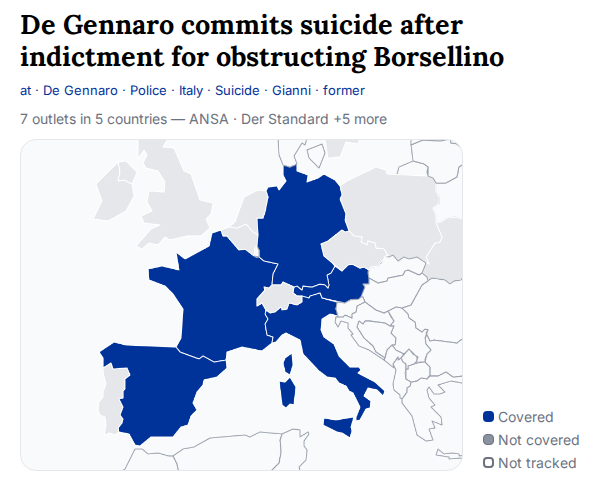 De Gennaro commits suicide after
indictment for obstructing Borsellino
at · De Gennaro · Police · Italy · Suicide · Gianni · former
7 outlets in 5 countries — ANSA · Der Standard +5 more
Covered
Not covered
Not tracked